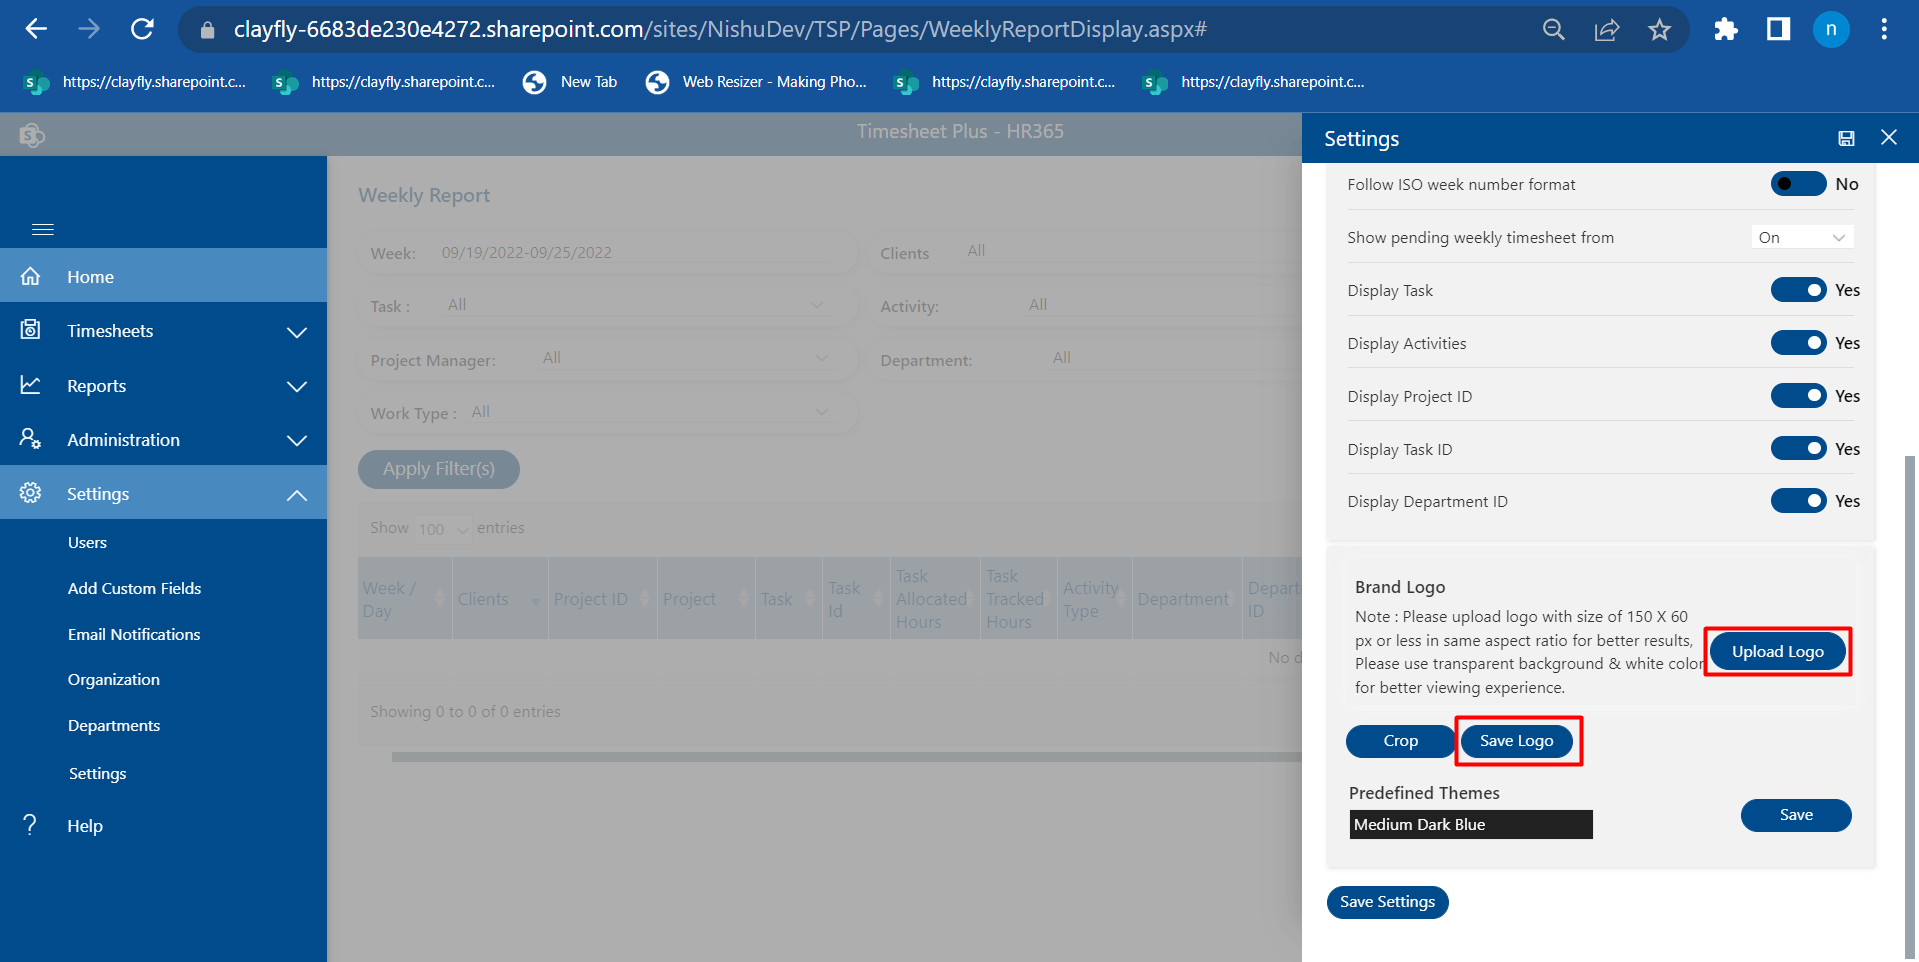 clayfly-6683de230e4272.sharepoint.com/sites/NishuDev/TSP/Pages/WeeklyReportDisplay.aspx#
n
https://clayfly.sharepoint.c...
https://clayfly.sharepoint.c...
New Tab
Web Resizer - Making Pho...
https://clayfly.sharepoint.c...
https://clayfly.sharepoint.c...
Timesheet Plus - HR365
Home
Timesheets
Reports
Administration
Settings
Users
Add Custom Fields
Email Notifications
Organization
Departments
Settings
Help
Weekly Report
Week: 09/19/2022-09/25/2022
Clients All
Task : All
Activity: All
Project Manager: All
Department: All
Work Type : All
Apply Filter(s)
Show 100 entries
Week / Day
Clients
Project ID
Project
Task
Task Id
Task Allocated Hours
Task Tracked Hours
Activity Type
Department
Depart
ID
No d
Showing 0 to 0 of 0 entries
Settings
Follow ISO week number format No
Show pending weekly timesheet from On
Display Task Yes
Display Activities Yes
Display Project ID Yes
Display Task ID Yes
Display Department ID Yes
Brand Logo
Note : Please upload logo with size of 150 X 60
px or less in same aspect ratio for better results,
Please use transparent background & white color
for better viewing experience.
Upload Logo
Crop
Save Logo
Predefined Themes
Medium Dark Blue
Save
Save Settings